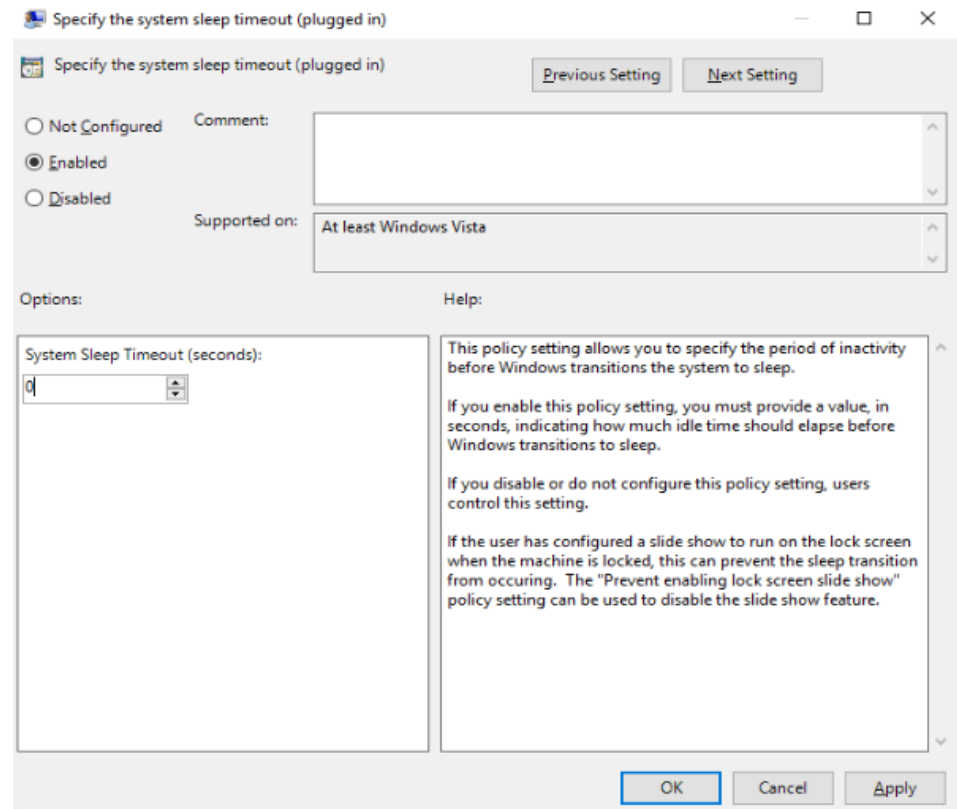 Specify the system sleep timeout (plugged in)
Specify the system sleep timeout (plugged in)
Previous Setting
Next Setting
Not Configured
Enabled
Disabled
Comment:
Supported on:
At least Windows Vista
Options:
Help:
System Sleep Timeout (seconds):
0
This policy setting allows you to specify the period of inactivity
before Windows transitions the system to sleep.
If you enable this policy setting, you must provide a value, in
seconds, indicating how much idle time should elapse before
Windows transitions to sleep.
If you disable or do not configure this policy setting, users
control this setting.
If the user has configured a slide show to run on the lock screen
when the machine is locked, this can prevent the sleep transition
from occuring.  The "Prevent enabling lock screen slide show"
policy setting can be used to disable the slide show feature.
OK
Cancel
Apply